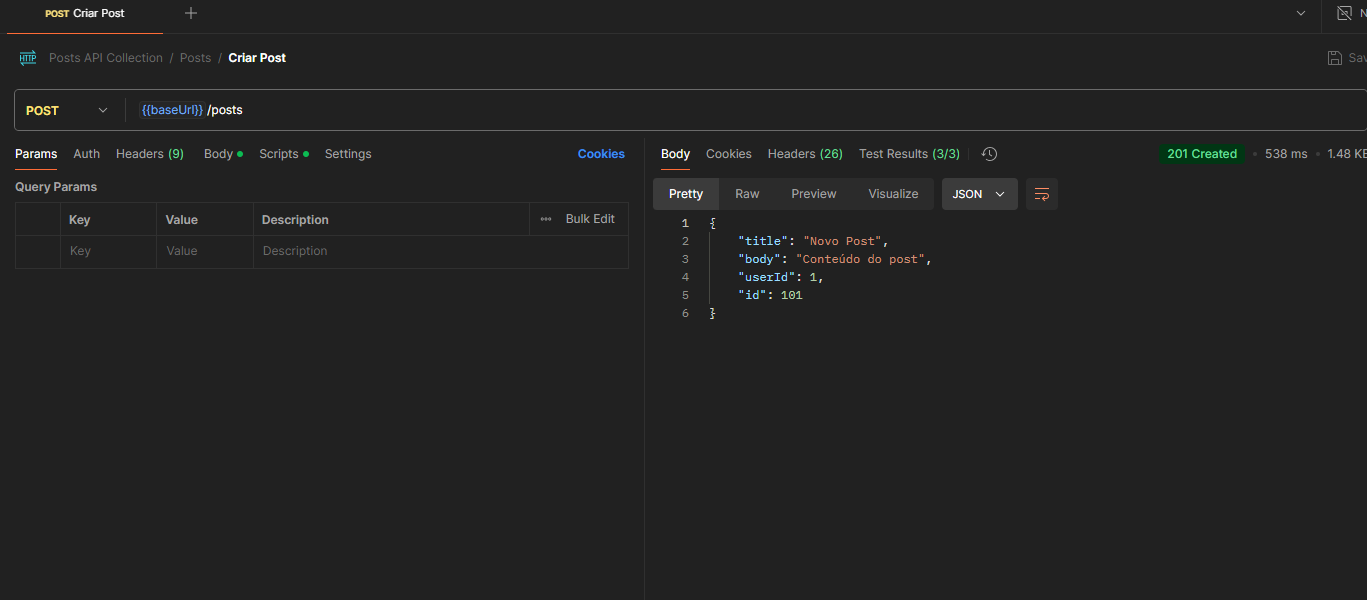 POST Criar Post
HTTP Posts API Collection / Posts / Criar Post
POST {{baseUrl}} /posts
Params Auth Headers (9) Body Scripts Settings Cookies
Query Params
Key Value Description Bulk Edit
Key Value Description
Body Cookies Headers (26) Test Results (3/3) 201 Created 538 ms 1.48 KB
Pretty Raw Preview Visualize JSON
1 {
2 "title": "Novo Post",
3 "body": "Conteúdo do post",
4 "userId": 1,
5 "id": 101
6 }